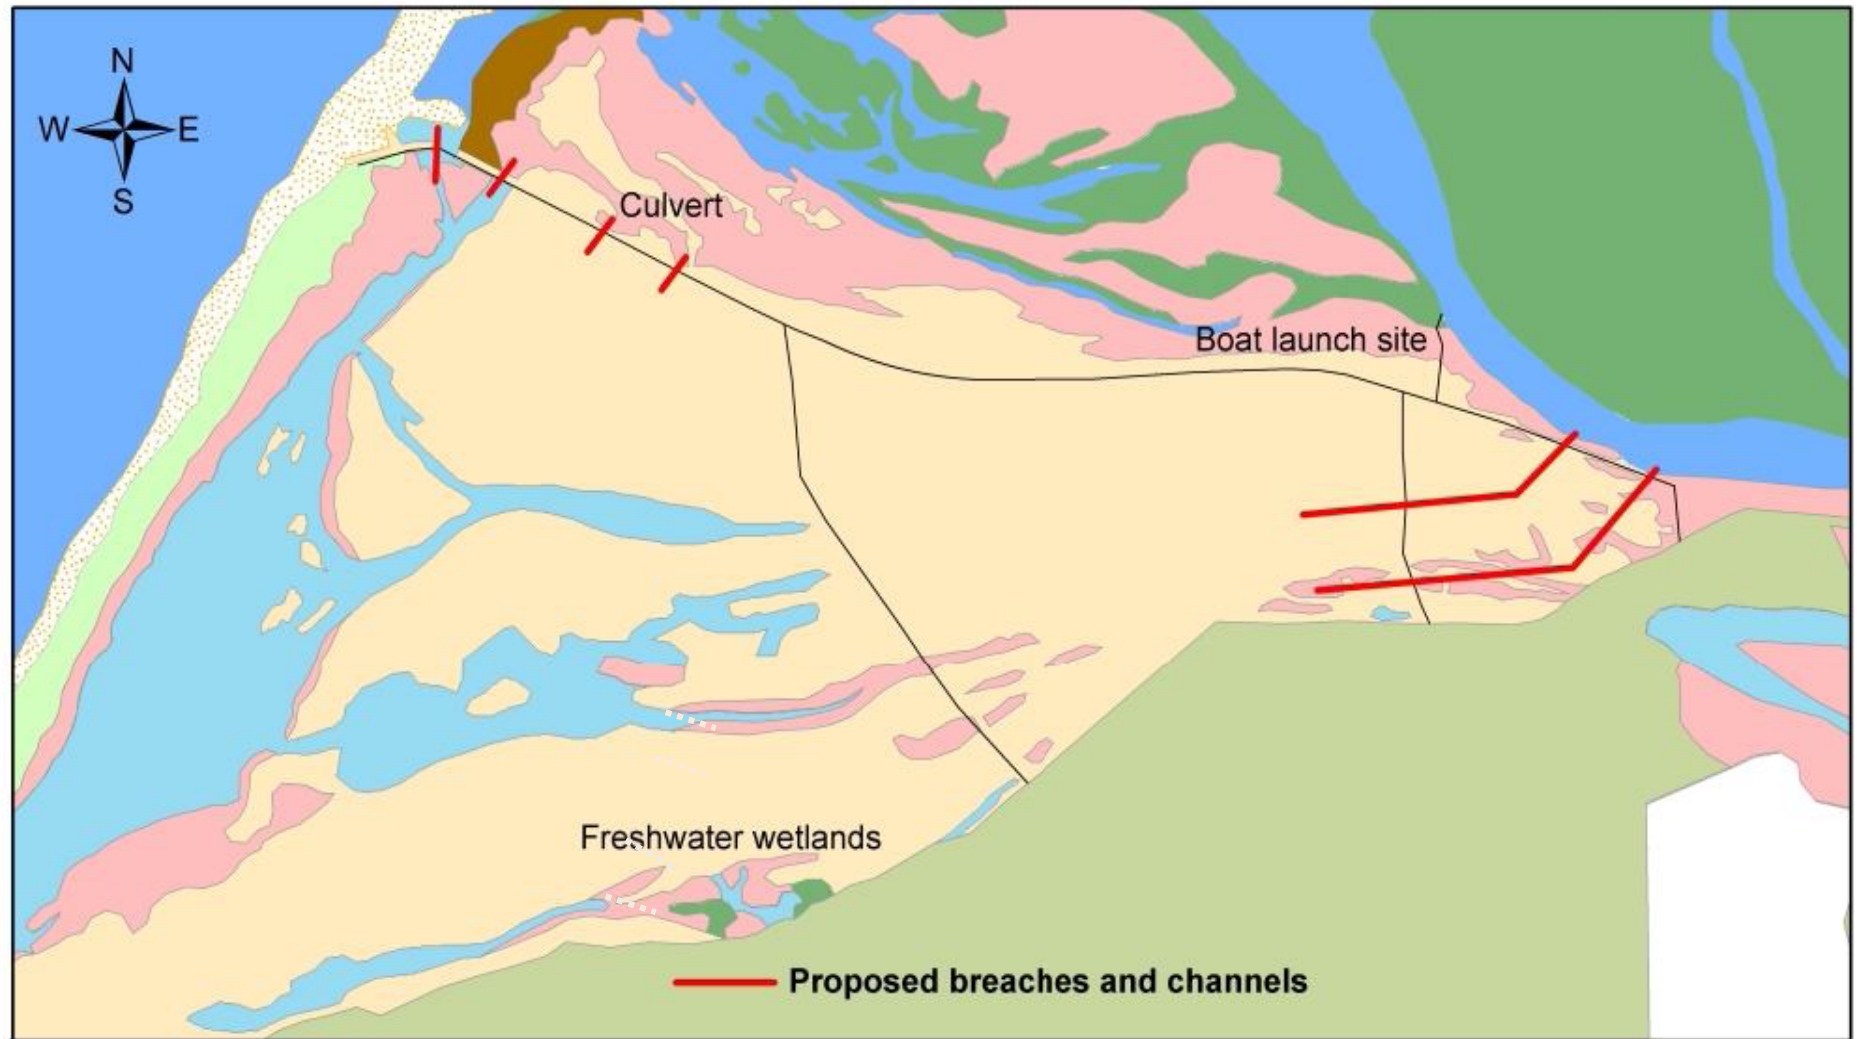 N
W E
S
Culvert
Boat launch site
Freshwater wetlands
Proposed breaches and channels